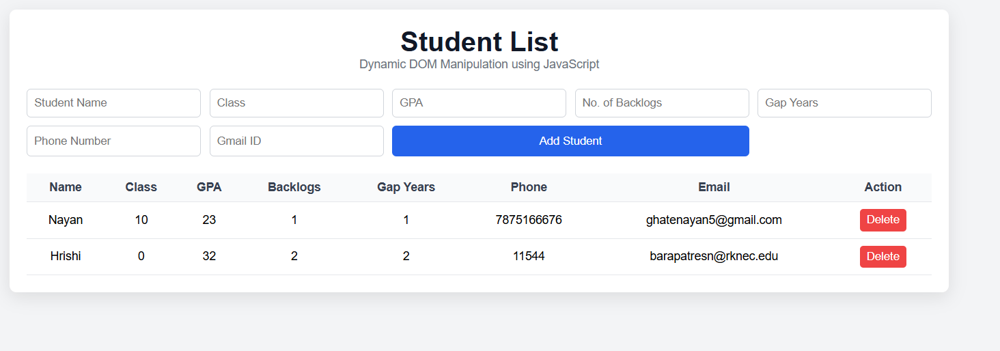 Student List
Dynamic DOM Manipulation using JavaScript
Student Name Class GPA No. of Backlogs Gap Years
Phone Number Gmail ID Add Student
Name Class GPA Backlogs Gap Years Phone Email Action
Nayan 10 23 1 1 7875166676 ghatenayan5@gmail.com Delete
Hrishi 0 32 2 2 11544 barapatresn@rknec.edu Delete